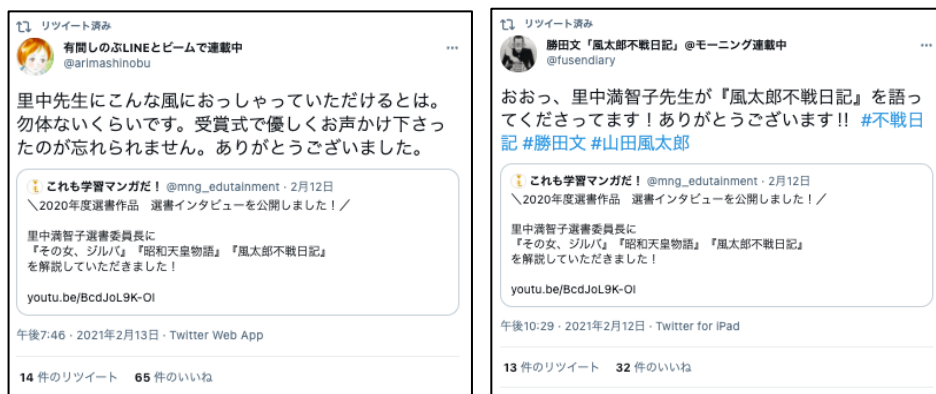 リツイート済み
有間しのぶLINEとビームで連載中
@arimashinobu
里中先生にこんな風におっしゃっていただけるとは。
勿体ないくらいです。受賞式で優しくお声かけ下さっ
たのが忘れられません。ありがとうございました。
これも学習マンガだ！ @mng_edutainment · 2月12日
＼2020年度選書作品　選書インタビューを公開しました！／
里中満智子選書委員長に
『その女、ジルバ』『昭和天皇物語』『風太郎不戦日記』
を解説していただきました！
youtu.be/BcdJoL9K-OI
午後7:46 · 2021年2月13日 · Twitter Web App
14 件のリツイート　65 件のいいね
リツイート済み
勝田文「風太郎不戦日記」@モーニング連載中
@fusendiary
おおっ、里中満智子先生が『風太郎不戦日記』を語っ
てくださってます！ありがとうございます!! #不戦日
記 #勝田文 #山田風太郎
これも学習マンガだ！ @mng_edutainment · 2月12日
＼2020年度選書作品　選書インタビューを公開しました！／
里中満智子選書委員長に
『その女、ジルバ』『昭和天皇物語』『風太郎不戦日記』
を解説していただきました！
youtu.be/BcdJoL9K-OI
午後10:29 · 2021年2月12日 · Twitter for iPad
13 件のリツイート　32 件のいいね